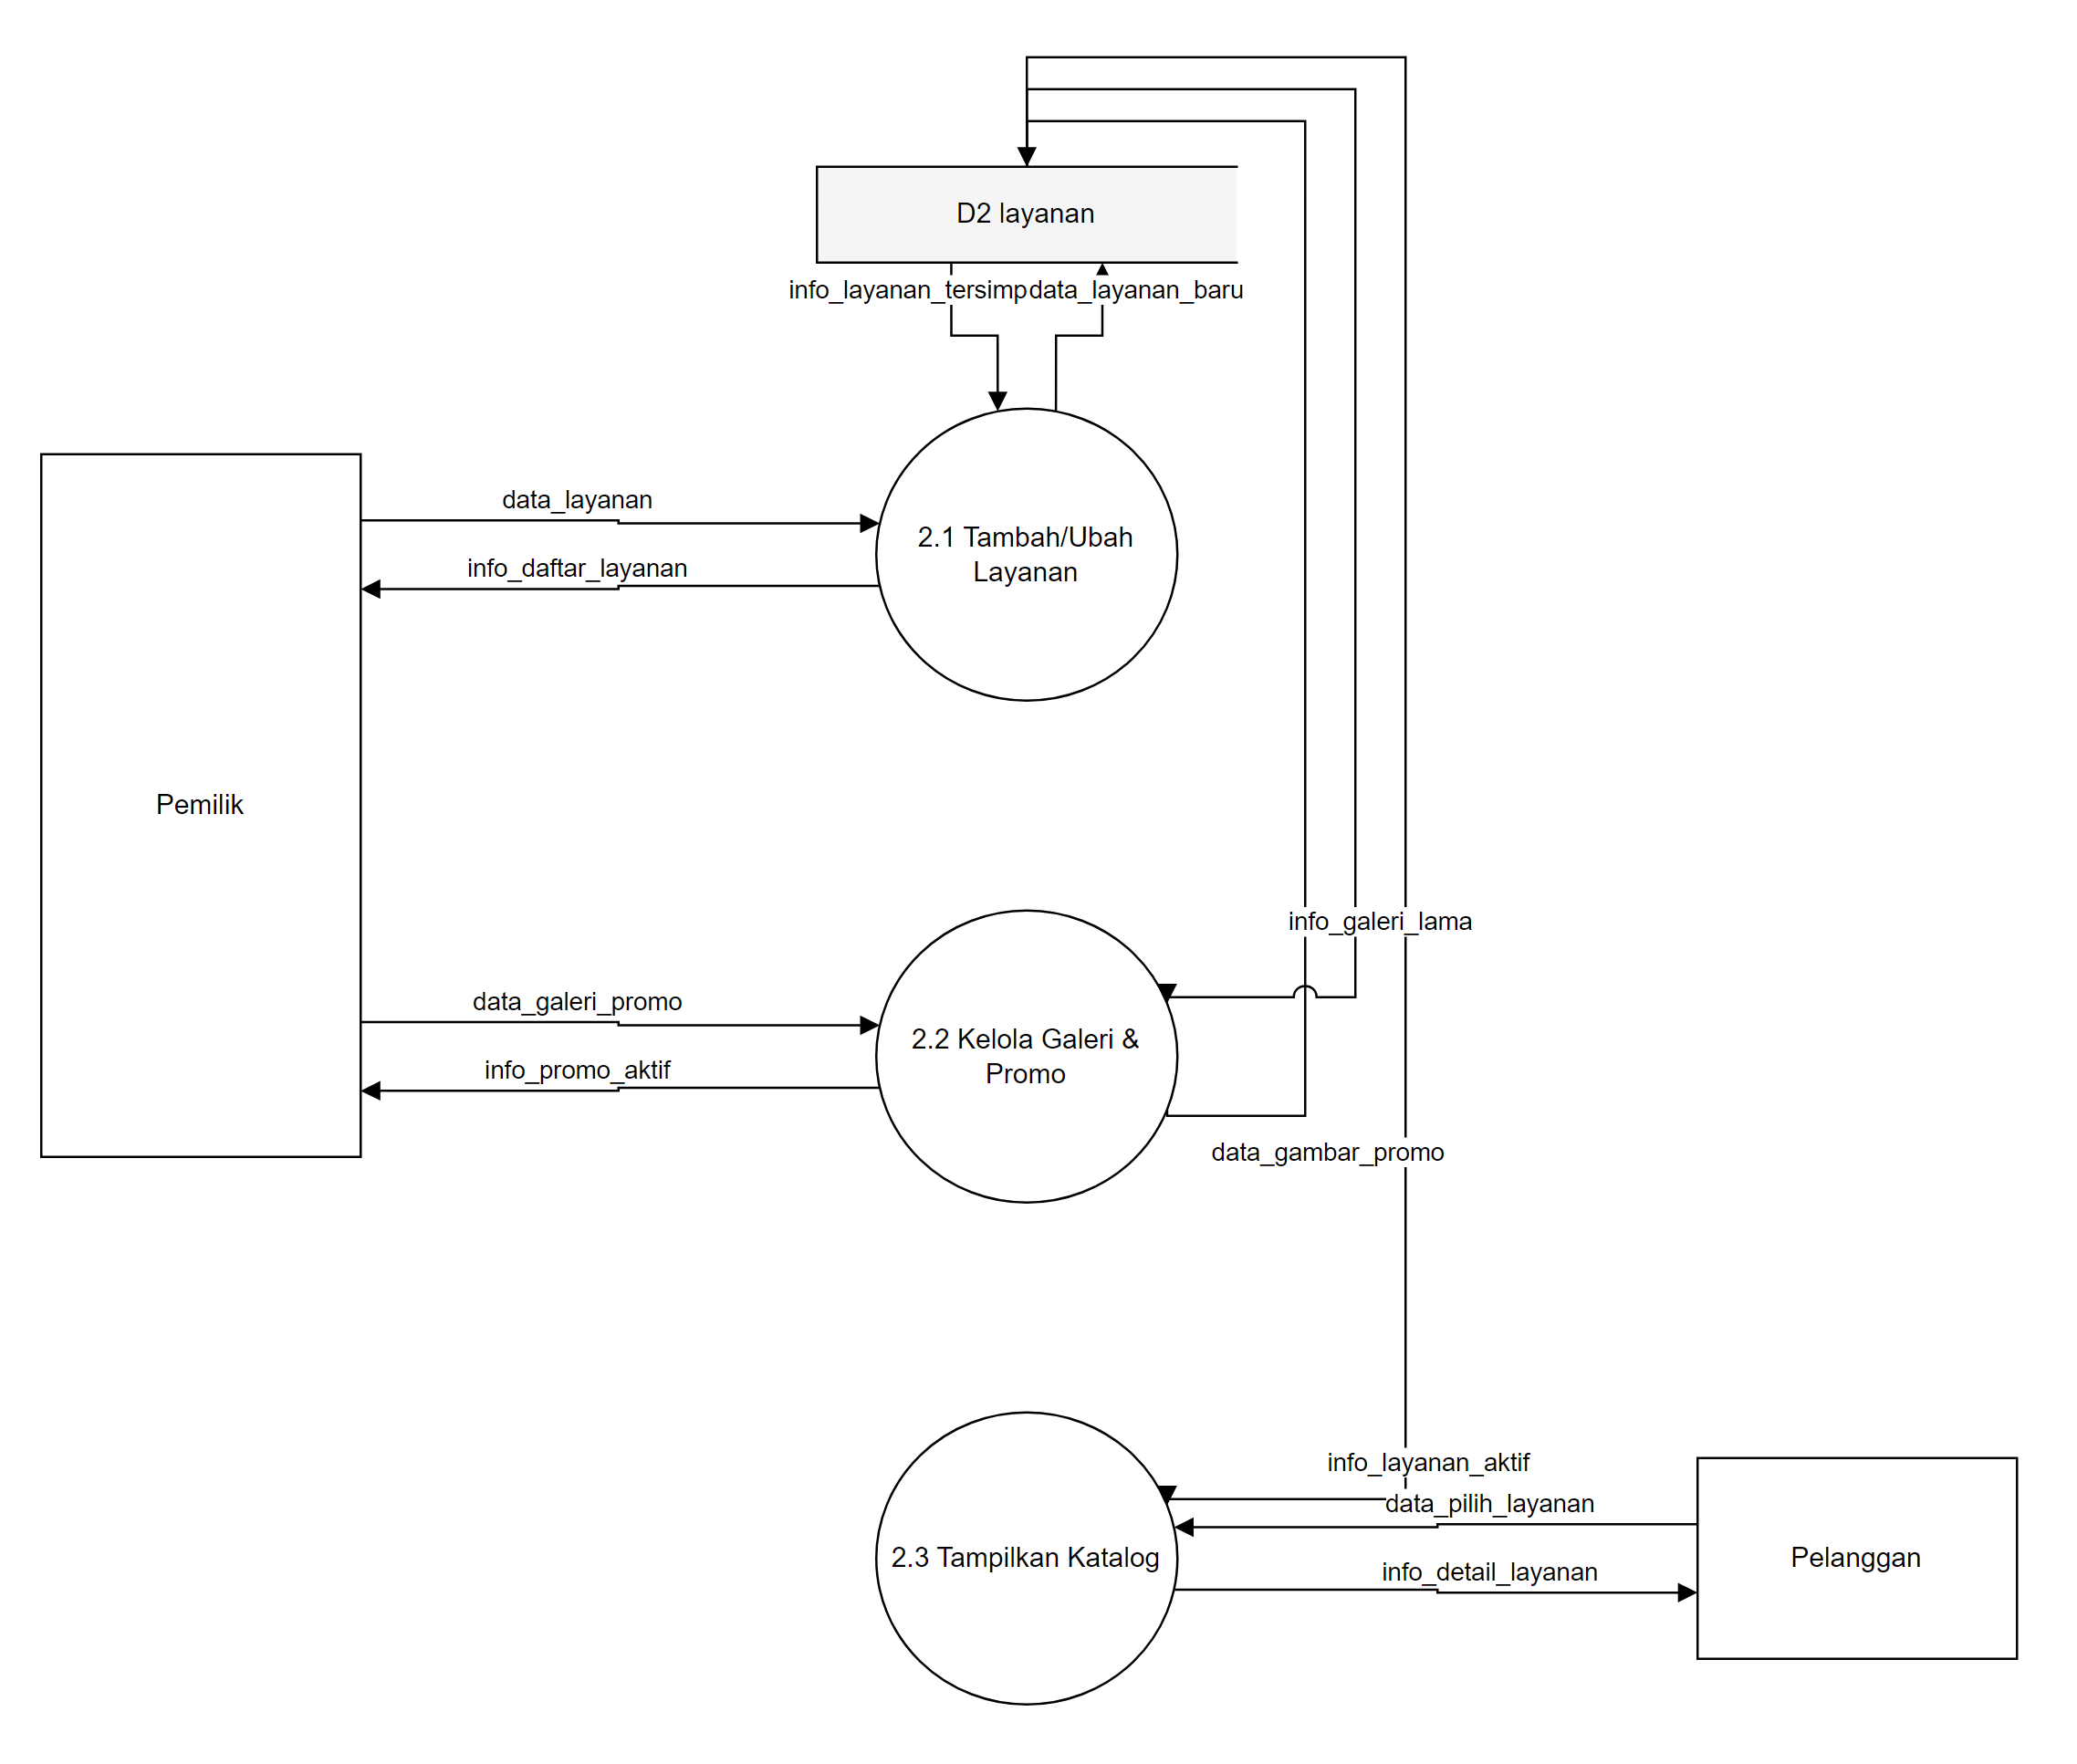 D2 layanan
info_layanan_tersimp
data_layanan_baru
data_layanan
2.1 Tambah/Ubah
Layanan
info_daftar_layanan
Pemilik
info_galeri_lama
data_galeri_promo
2.2 Kelola Galeri &
Promo
info_promo_aktif
data_gambar_promo
info_layanan_aktif
data_pilih_layanan
2.3 Tampilkan Katalog
Pelanggan
info_detail_layanan